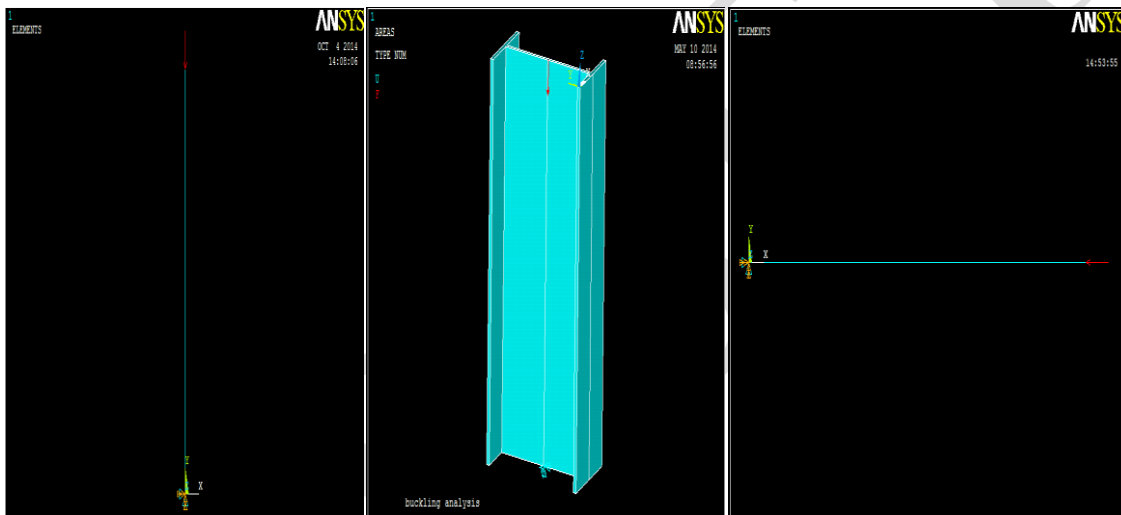 1
ELEMENTS
ANSYS
OCT 4 2014
14:08:06
Y
X
1
AREAS
TYPE NUM
U
F
ANSYS
MAY 10 2014
08:56:56
Z
buckling analysis
1
ELEMENTS
ANSYS
14:53:55
Y
X